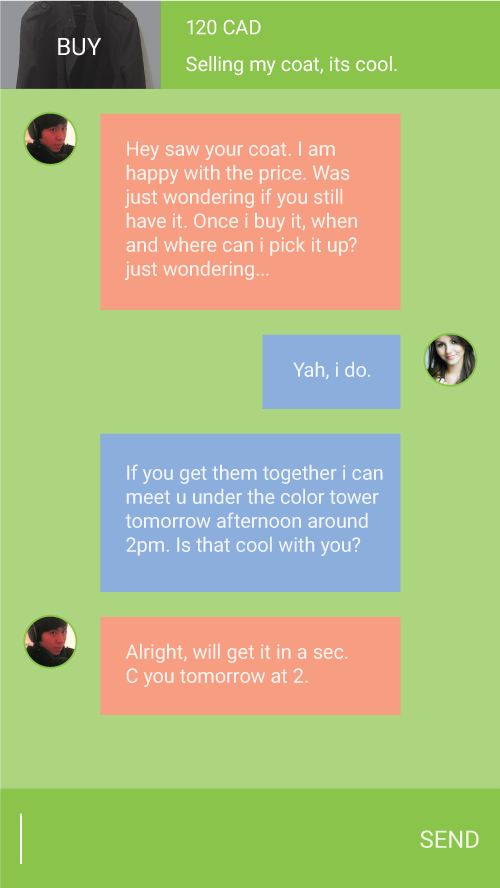 BUY
120 CAD
Selling my coat, its cool.
Hey saw your coat. I am
happy with the price. Was
just wondering if you still
have it. Once i buy it, when
and where can i pick it up?
just wondering...
Yah, i do.
If you get them together i can
meet u under the color tower
tomorrow afternoon around
2pm. Is that cool with you?
Alright, will get it in a sec.
C you tomorrow at 2.
SEND